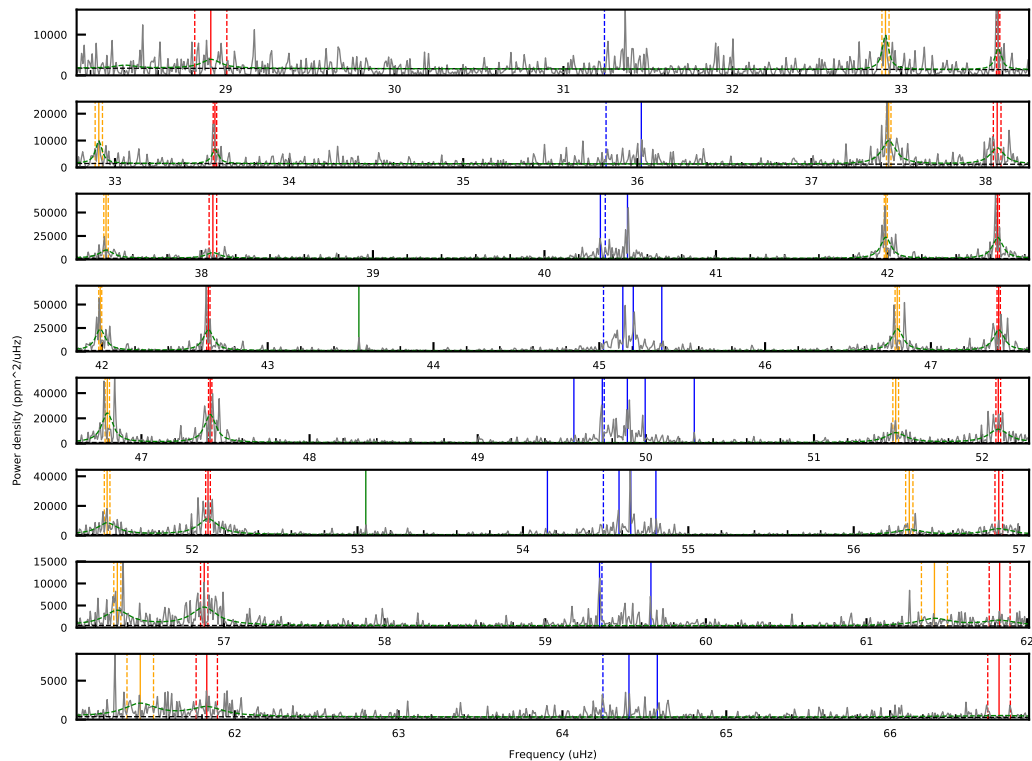 10000
0
29 30 31 32 33
20000
10000
0
33 34 35 36 37 38
50000
25000
0
38 39 40 41 42
50000
25000
0
42 43 44 45 46 47
40000
20000
0
47 48 49 50 51 52
Power density (ppm^2/uHz)
40000
20000
0
52 53 54 55 56 57
15000
10000
5000
0
57 58 59 60 61 62
5000
0
62 63 64 65 66
Frequency (uHz)